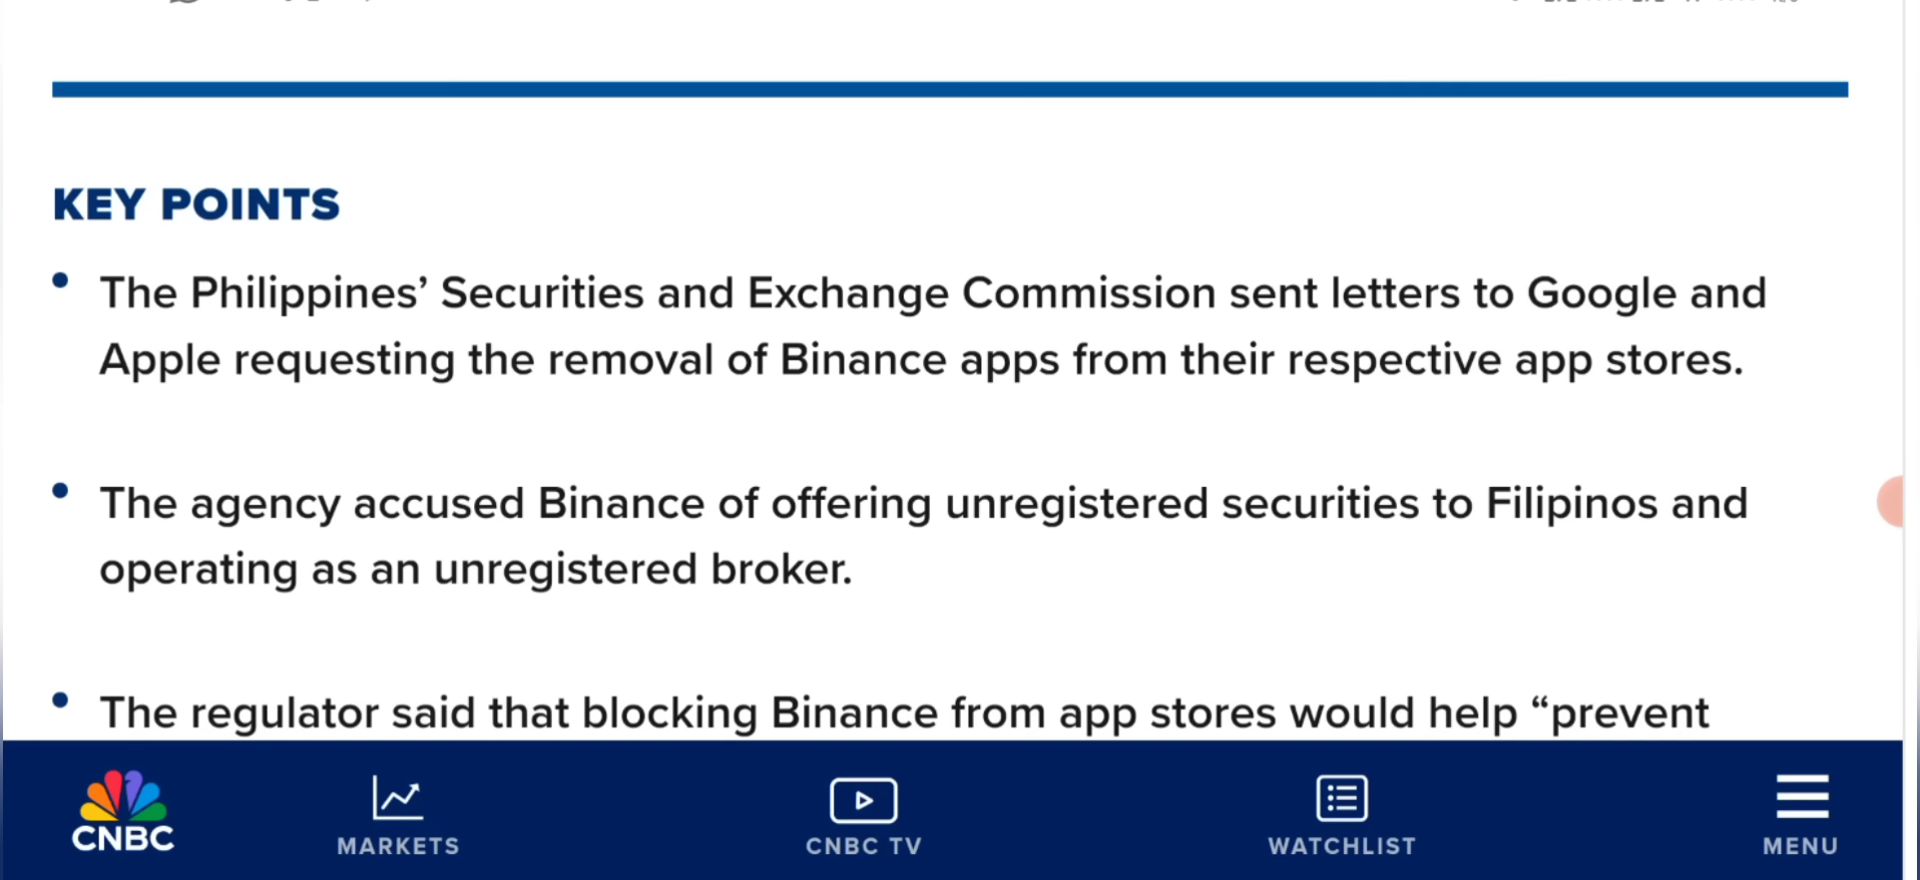 KEY POINTS
• The Philippines’ Securities and Exchange Commission sent letters to Google and
Apple requesting the removal of Binance apps from their respective app stores.
• The agency accused Binance of offering unregistered securities to Filipinos and
operating as an unregistered broker.
• The regulator said that blocking Binance from app stores would help “prevent
CNBC
MARKETS
CNBC TV
WATCHLIST
MENU